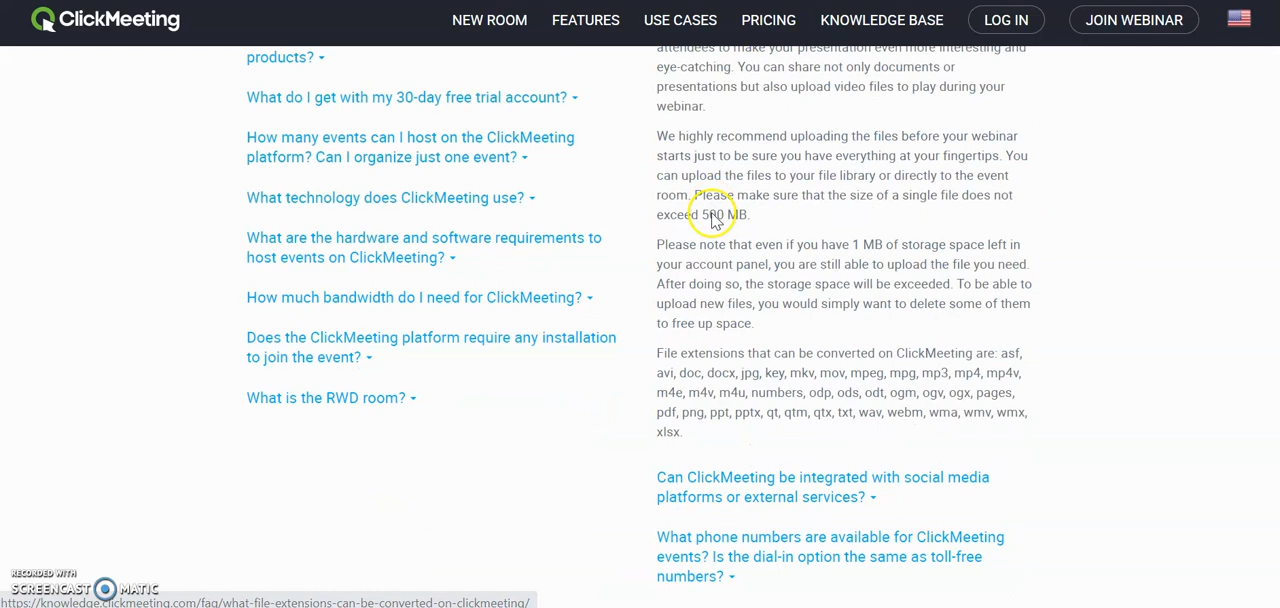 ClickMeeting
NEW ROOM
FEATURES
USE CASES
PRICING
KNOWLEDGE BASE
LOG IN
JOIN WEBINAR
products?
What do I get with my 30-day free trial account?
How many events can I host on the ClickMeeting
platform? Can I organize just one event?
What technology does ClickMeeting use?
What are the hardware and software requirements to
host events on ClickMeeting?
How much bandwidth do I need for ClickMeeting?
Does the ClickMeeting platform require any installation
to join the event?
What is the RWD room?
attendees to make your presentation even more interesting and
eye-catching. You can share not only documents or
presentations but also upload video files to play during your
webinar.
We highly recommend uploading the files before your webinar
starts just to be sure you have everything at your fingertips. You
can upload the files to your file library or directly to the event
room. Please make sure that the size of a single file does not
exceed 500 MB.
Please note that even if you have 1 MB of storage space left in
your account panel, you are still able to upload the file you need.
After doing so, the storage space will be exceeded. To be able to
upload new files, you would simply want to delete some of them
to free up space.
File extensions that can be converted on ClickMeeting are: asf,
avi, doc, docx, jpg, key, mkv, mov, mpeg, mpg, mp3, mp4, mp4v,
m4e, m4v, m4u, numbers, odp, ods, odt, ogm, ogv, ogx, pages,
pdf, png, ppt, pptx, qt, qtm, qtx, txt, wav, webm, wma, wmv, wmx,
xlsx.
Can ClickMeeting be integrated with social media
platforms or external services?
What phone numbers are available for ClickMeeting
events? Is the dial-in option the same as toll-free
numbers?
RECORDED WITH
SCREENCAST MATIC
https://knowledge.clickmeeting.com/faq/what-file-extensions-can-be-converted-on-clickmeeting/